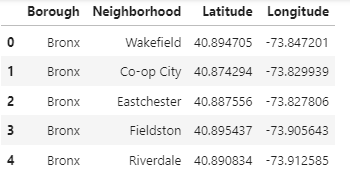 Borough Neighborhood Latitude Longitude
0 Bronx Wakefield 40.894705 -73.847201
1 Bronx Co-op City 40.874294 -73.829939
2 Bronx Eastchester 40.887556 -73.827806
3 Bronx Fieldston 40.895437 -73.905643
4 Bronx Riverdale 40.890834 -73.912585